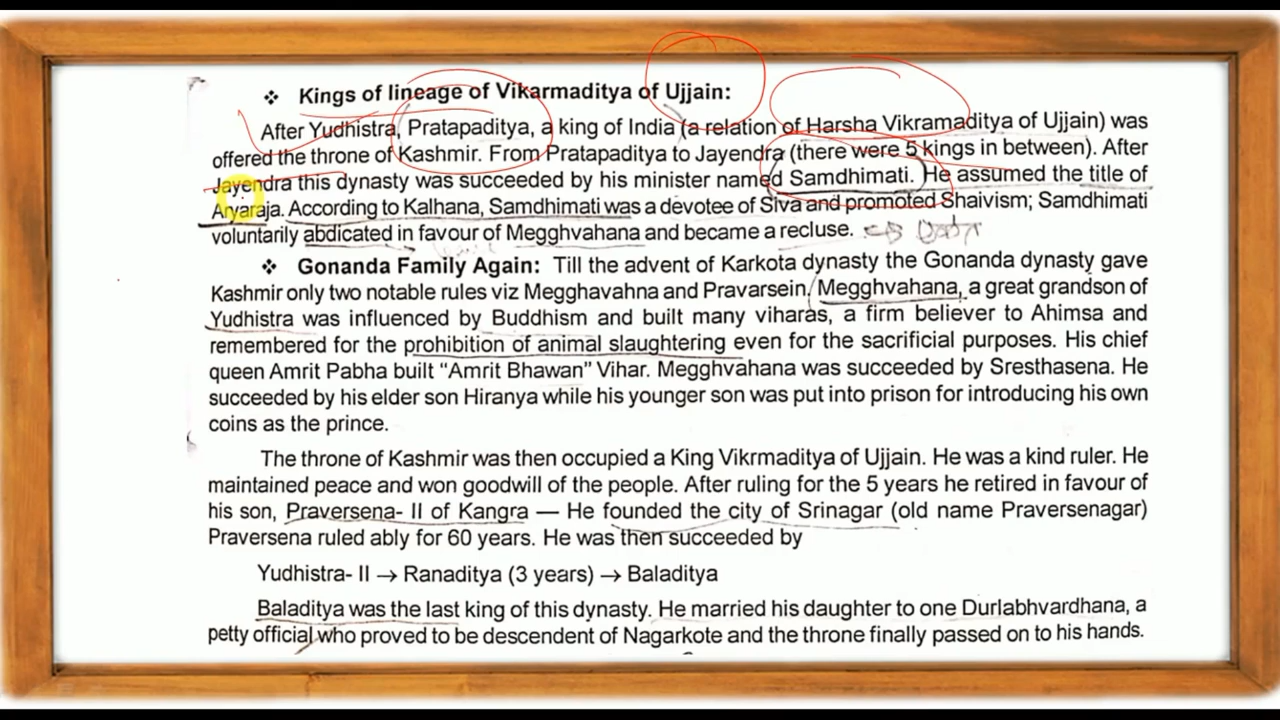 ❖ Kings of lineage of Vikarmaditya of Ujjain:
After Yudhistra, Pratapaditya, a king of India (a relation of Harsha Vikramaditya of Ujjain) was
offered the throne of Kashmir. From Pratapaditya to Jayendra (there were 5 kings in between). After
Jayendra this dynasty was succeeded by his minister named Samdhimati. He assumed the title of
Aryaraja. According to Kalhana, Samdhimati was a devotee of Siva and promoted Shaivism; Samdhimati
voluntarily abdicated in favour of Megghvahana and became a recluse.
❖ Gonanda Family Again: Till the advent of Karkota dynasty the Gonanda dynasty gave
Kashmir only two notable rules viz Megghavahna and Pravarsein. Megghvahana, a great grandson of
Yudhistra was influenced by Buddhism and built many viharas, a firm believer to Ahimsa and
remembered for the prohibition of animal slaughtering even for the sacrificial purposes. His chief
queen Amrit Pabha built "Amrit Bhawan" Vihar. Megghvahana was succeeded by Sresthasena. He
succeeded by his elder son Hiranya while his younger son was put into prison for introducing his own
coins as the prince.
The throne of Kashmir was then occupied a King Vikrmaditya of Ujjain. He was a kind ruler. He
maintained peace and won goodwill of the people. After ruling for the 5 years he retired in favour of
his son, Praversena- II of Kangra — He founded the city of Srinagar (old name Praversenagar)
Praversena ruled ably for 60 years. He was then succeeded by
Yudhistra- II → Ranaditya (3 years) → Baladitya
Baladitya was the last king of this dynasty. He married his daughter to one Durlabhvardhana, a
petty official who proved to be descendent of Nagarkote and the throne finally passed on to his hands.